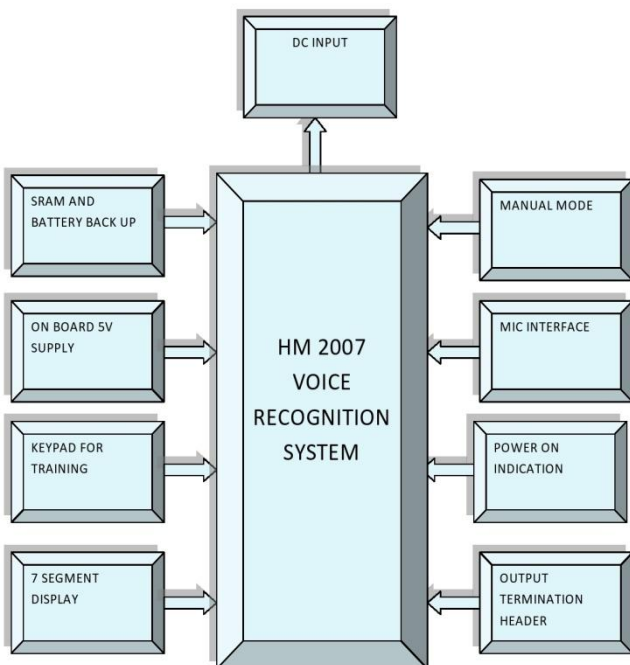 DC INPUT
SRAM AND
BATTERY BACK UP
ON BOARD 5V
SUPPLY
KEYPAD FOR
TRAINING
7 SEGMENT
DISPLAY
HM 2007
VOICE
RECOGNITION
SYSTEM
MANUAL MODE
MIC INTERFACE
POWER ON
INDICATION
OUTPUT
TERMINATION
HEADER